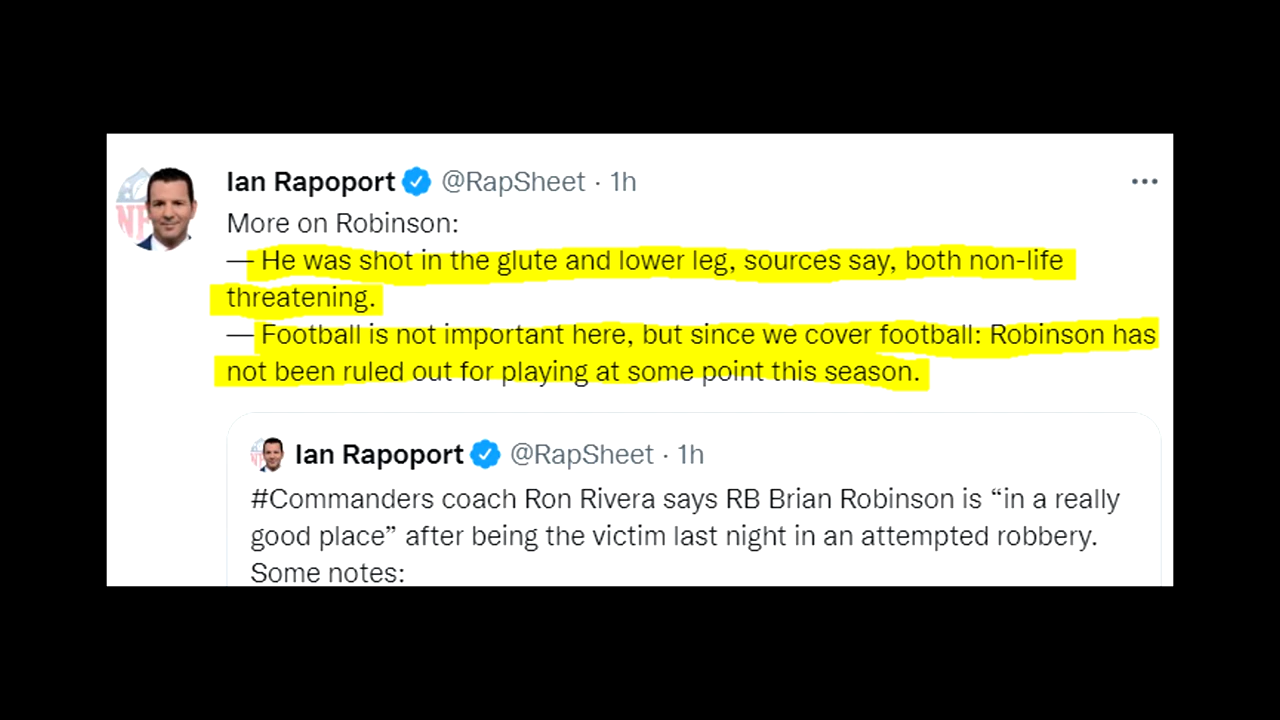 Ian Rapoport @RapSheet · 1h
More on Robinson:
— He was shot in the glute and lower leg, sources say, both non-life
threatening.
— Football is not important here, but since we cover football: Robinson has
not been ruled out for playing at some point this season.
Ian Rapoport @RapSheet · 1h
#Commanders coach Ron Rivera says RB Brian Robinson is “in a really
good place” after being the victim last night in an attempted robbery.
Some notes: